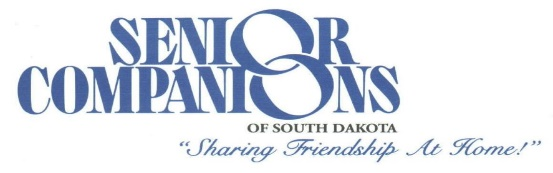 SENIOR
COMPANIONS
OF SOUTH DAKOTA
“Sharing Friendship At Home!”